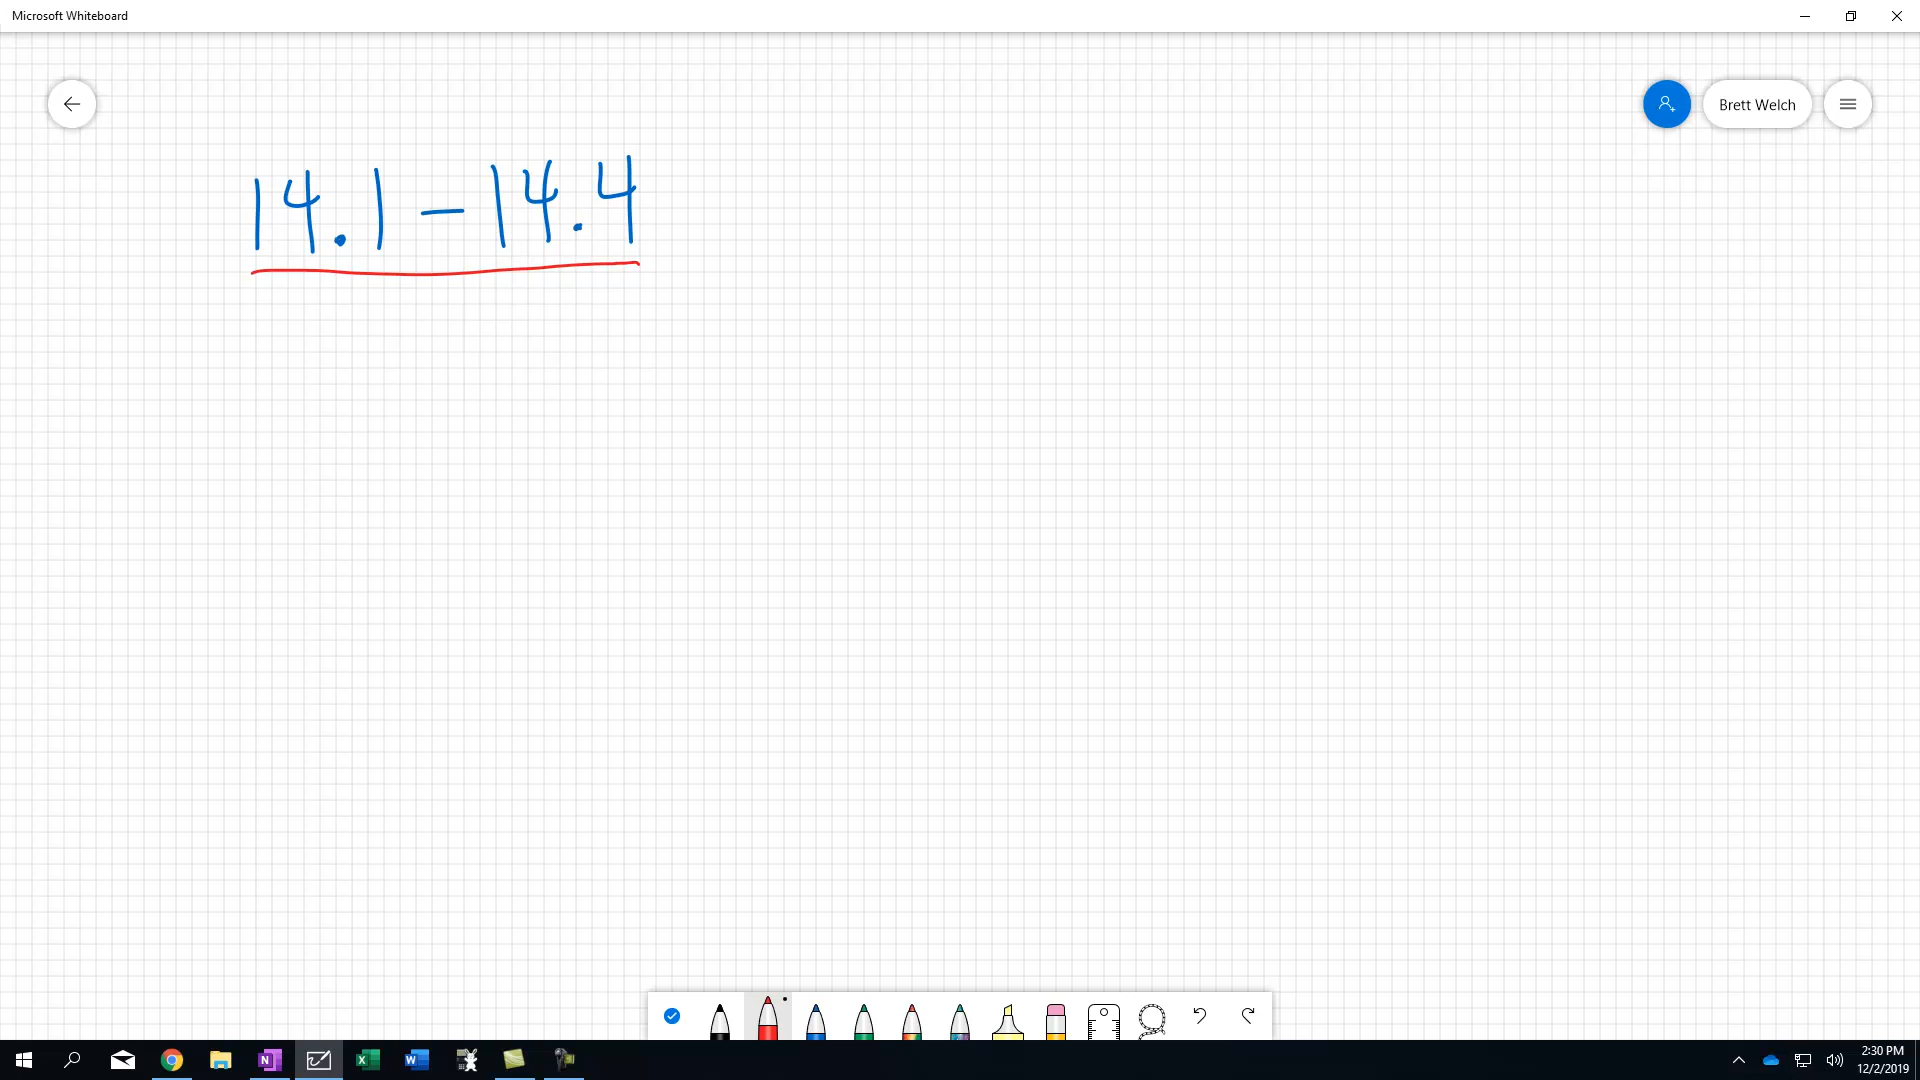 Microsoft Whiteboard
Brett Welch
14.1 – 14.4
2:30 PM
12/2/2019